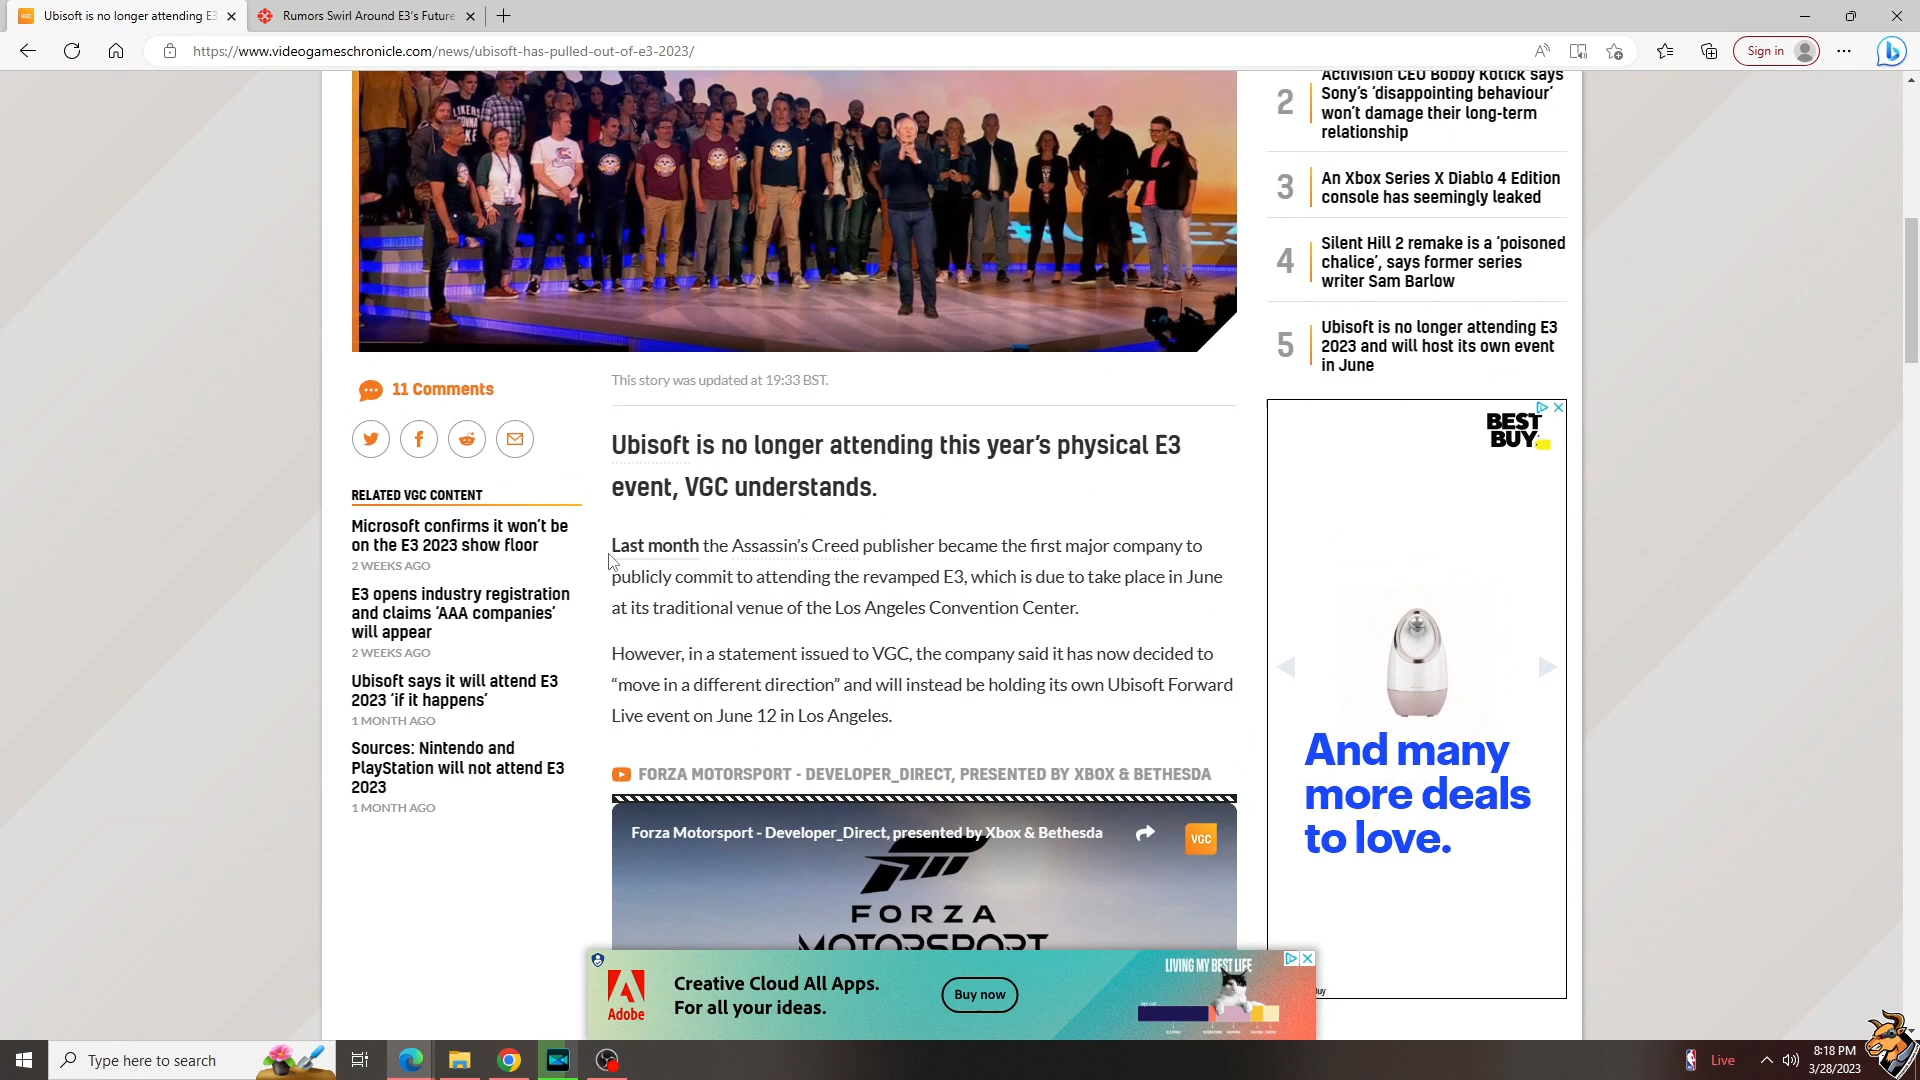 Ubisoft is no longer attending E3
Rumors Swirl Around E3's Future
https://www.videogameschronicle.com/news/ubisoft-has-pulled-out-of-e3-2023/
Sign in
2
Activision CEO Bobby Kotick says
Sony's 'disappointing behaviour'
won't damage their long-term
relationship
3
An Xbox Series X Diablo 4 Edition
console has seemingly leaked
4
Silent Hill 2 remake is a 'poisoned
chalice', says former series
writer Sam Barlow
5
Ubisoft is no longer attending E3
2023 and will host its own event
in June
11 Comments
RELATED VGC CONTENT
Microsoft confirms it won't be
on the E3 2023 show floor
2 WEEKS AGO
E3 opens industry registration
and claims 'AAA companies'
will appear
2 WEEKS AGO
Ubisoft says it will attend E3
2023 'if it happens'
1 MONTH AGO
Sources: Nintendo and
PlayStation will not attend E3
2023
1 MONTH AGO
This story was updated at 19:33 BST.
Ubisoft is no longer attending this year's physical E3
event, VGC understands.
Last month the Assassin's Creed publisher became the first major company to
publicly commit to attending the revamped E3, which is due to take place in June
at its traditional venue of the Los Angeles Convention Center.
However, in a statement issued to VGC, the company said it has now decided to
“move in a different direction” and will instead be holding its own Ubisoft Forward
Live event on June 12 in Los Angeles.
FORZA MOTORSPORT - DEVELOPER_DIRECT, PRESENTED BY XBOX & BETHESDA
Forza Motorsport - Developer_Direct, presented by Xbox & Bethesda
VGC
FORZA
MOTORSPORT
BEST
BUY
And many
more deals
to love.
Adobe
Creative Cloud All Apps.
For all your ideas.
Buy now
LIVING MY BEST LIFE
Type here to search
Live
8:18 PM
3/28/2023